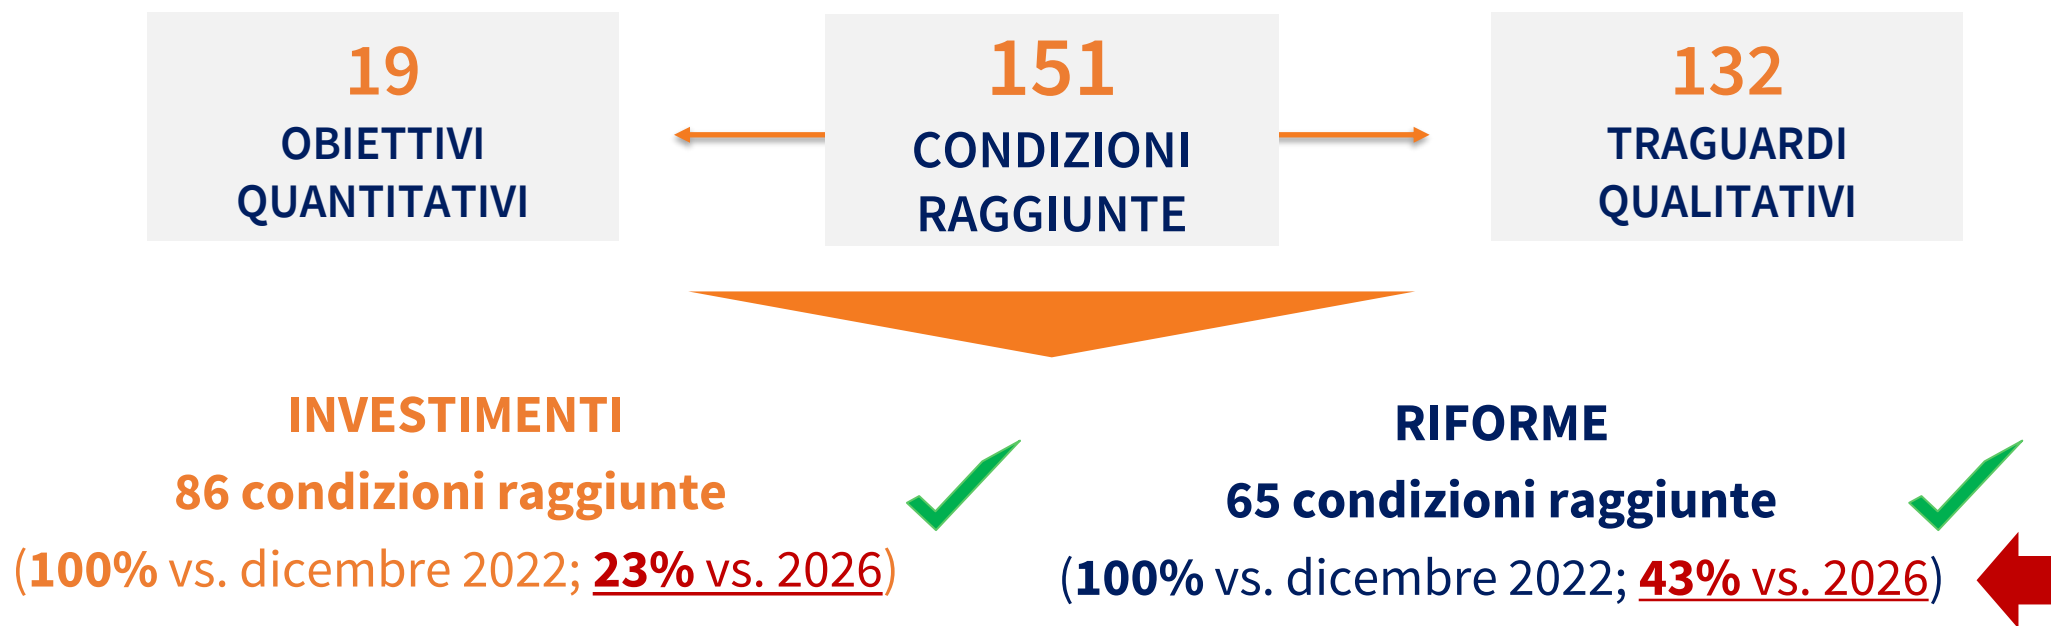 19
OBIETTIVI
QUANTITATIVI
151
CONDIZIONI
RAGGIUNTE
132
TRAGUARDI
QUALITATIVI
INVESTIMENTI
86 condizioni raggiunte
(100% vs. dicembre 2022; 23% vs. 2026)
RIFORME
65 condizioni raggiunte
(100% vs. dicembre 2022; 43% vs. 2026)